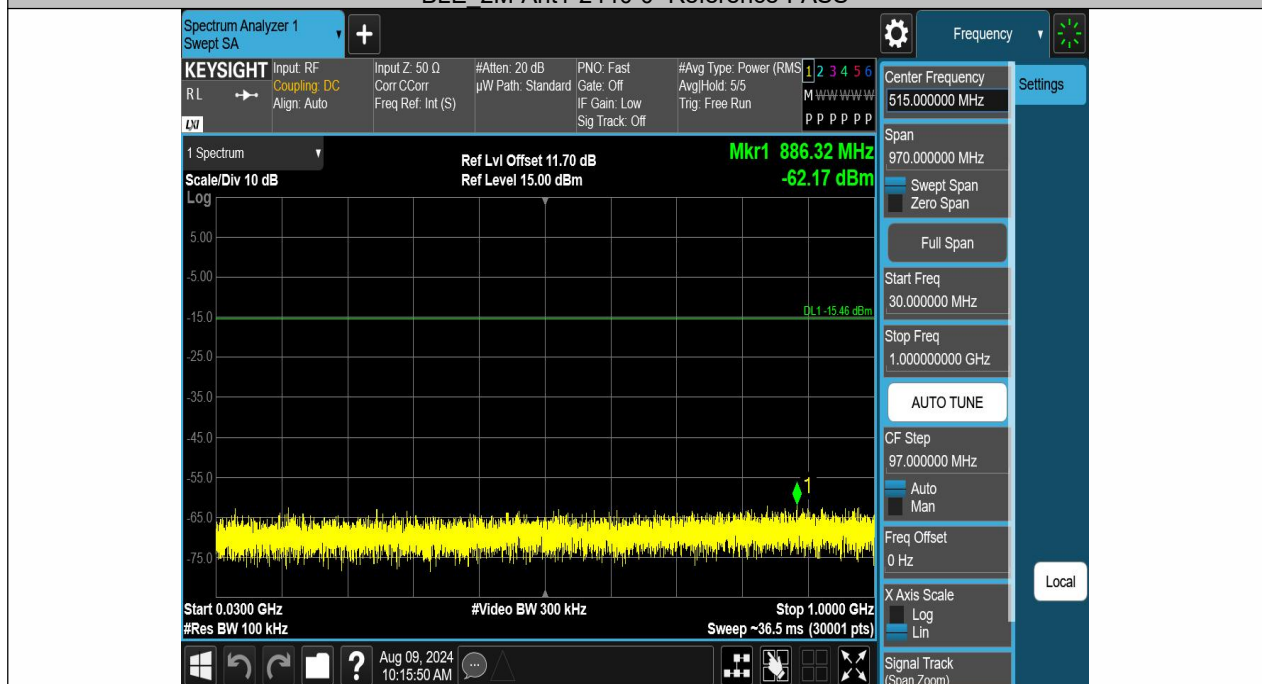 Spectrum Analyzer 1
Swept SA
Frequency
KEYSIGHT
RL
LXI
Input: RF
Coupling: DC
Align: Auto
Input Z: 50 Ω
Corr CCorr
Freq Ref: Int (S)
#Atten: 20 dB
µW Path: Standard
PNO: Fast
Gate: Off
IF Gain: Low
Sig Track: Off
#Avg Type: Power (RMS
Avg|Hold: 5/5
Trig: Free Run
1 2 3 4 5 6
M W W W W W
P P P P P P
1 Spectrum
Scale/Div 10 dB
Log
Ref Lvl Offset 11.70 dB
Ref Level 15.00 dBm
Mkr1 886.32 MHz
-62.17 dBm
5.00
-5.00
-15.0
DL1 -15.46 dBm
-25.0
-35.0
-45.0
-55.0
1
-65.0
-75.0
Start 0.0300 GHz
#Video BW 300 kHz
Stop 1.0000 GHz
#Res BW 100 kHz
Sweep ~36.5 ms (30001 pts)
?
Aug 09, 2024
10:15:50 AM
Center Frequency
515.000000 MHz
Settings
Span
970.000000 MHz
Swept Span
Zero Span
Full Span
Start Freq
30.000000 MHz
Stop Freq
1.000000000 GHz
AUTO TUNE
CF Step
97.000000 MHz
Auto
Man
Freq Offset
0 Hz
X Axis Scale
Log
Lin
Local
Signal Track
(Span Zoom)